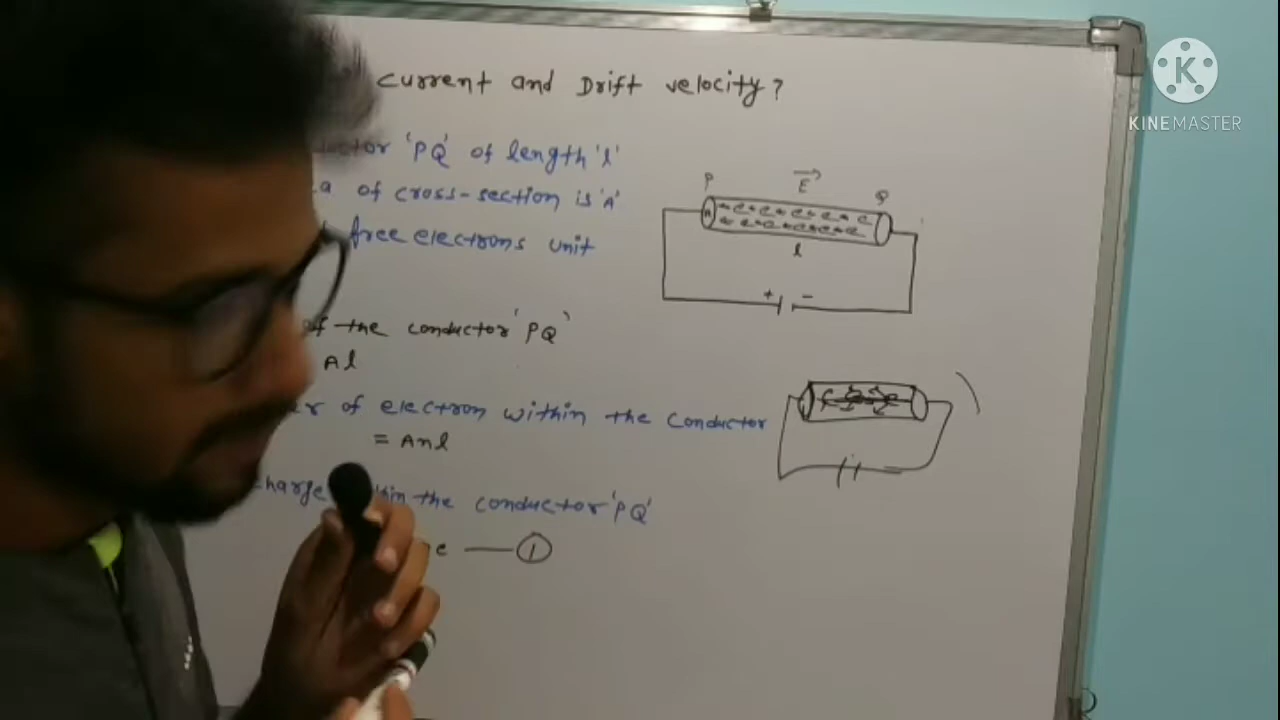 current and Drift velocity?
'PQ' of length 'l'
of cross-section is 'A'
free electrons unit
of the conductor 'PQ'
Al
of electron within the conductor
= Anl
the conductor 'PQ'
e —— ①
P
E
Q
A
l
+ −
K
KINEMASTER